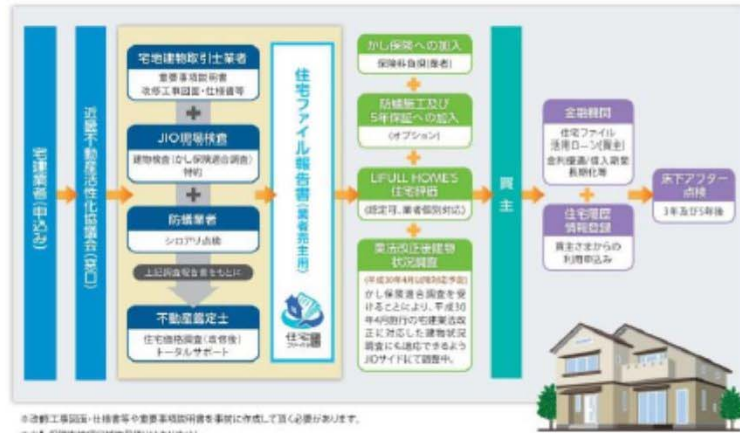 宅建業者(申込み)
近畿不動産活性化協議会(窓口)
宅地建物取引士業者
重要事項説明書
改修工事図面・仕様書等
JIO現場検査
建物検査(かし保険適合調査)
特約
防蟻業者
シロアリ点検
上記調査報告書をもとに
不動産鑑定士
住宅価格調査(改修後)
トータルサポート
住宅ファイル報告書(業者売主用)
住宅
かし保険への加入
保険料負担(業者)
防蟻施工及び
5年保証への加入
(オプション)
LIFULL HOME'S
住宅評価
(認定可、業者個別対応)
業法改正後建物
状況調査
(平成30年4月以降対応予定)
かし保険適合調査を受
けることにより、平成30
年4月施行の宅建業法改
正に対応した建物状況
調査にも適応できるよう
JIOサイドにて調整中。
買主
金融機関
住宅ファイル
活用ローン(買金)
金利優遇/借入期間
長期化等
住宅履歴
情報登録
買主さまからの
利用申込み
床下アフター
点検
3年及び5年後
※改修工事図面・仕様書等や重要事項説明書を事前に作成して頂く必要があります。